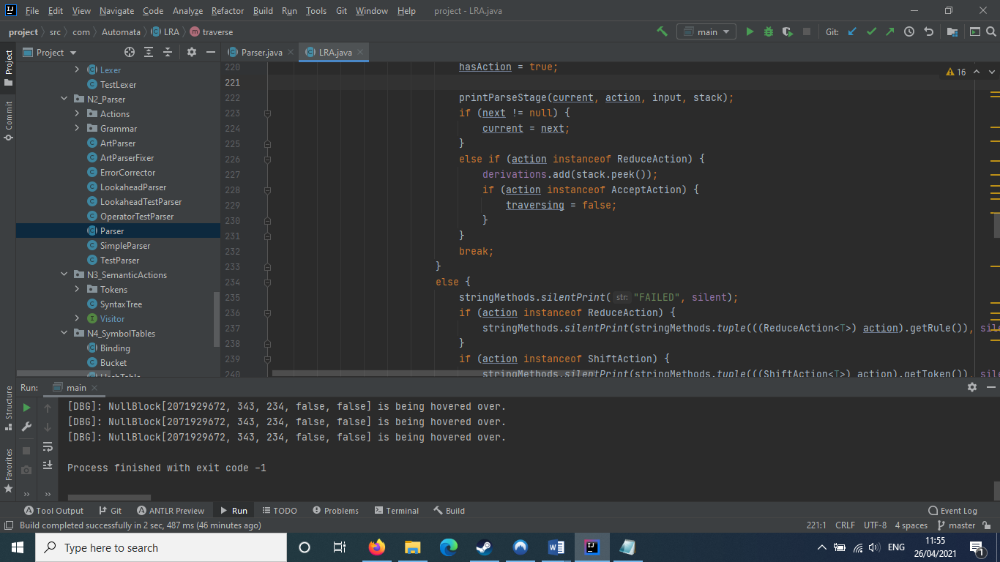 File Edit View Navigate Code Analyze Refactor Build Run Tools Git Window Help project - LRA.java
project src com Automata LRA traverse main Git:
Project Parser.java LRA.java
Project
Commit
Structure
Favorites
Lexer
TestLexer
N2_Parser
Actions
Grammar
ArtParser
ArtParserFixer
ErrorCorrector
LookaheadParser
LookaheadTestParser
OperatorTestParser
Parser
SimpleParser
TestParser
N3_SemanticActions
Tokens
SyntaxTree
Visitor
N4_SymbolTables
Binding
Bucket
HashTable
16
220 hasAction = true;
221
222 printParseStage(current, action, input, stack);
223 if (next != null) {
224 current = next;
225 }
226 else if (action instanceof ReduceAction) {
227 derivations.add(stack.peek());
228 if (action instanceof AcceptAction) {
229 traversing = false;
230 }
231 }
232 break;
233 }
234 else {
235 stringMethods.silentPrint( str: "FAILED", silent);
236 if (action instanceof ReduceAction) {
237 stringMethods.silentPrint(stringMethods.tuple(((ReduceAction<T>) action).getRule()), sile
238 }
239 if (action instanceof ShiftAction) {
240 stringMethods.silentPrint(stringMethods.tuple(((ShiftAction<T>) action).getToken()), sile
Run: main
[DBG]: NullBlock[2071929672, 343, 234, false, false] is being hovered over.
[DBG]: NullBlock[2071929672, 343, 234, false, false] is being hovered over.
[DBG]: NullBlock[2071929672, 343, 234, false, false] is being hovered over.
Process finished with exit code -1
Tool Output Git ANTLR Preview Run TODO Problems Terminal Build Event Log
Build completed successfully in 2 sec, 487 ms (46 minutes ago) 221:1 CRLF UTF-8 4 spaces master
Type here to search ENG 11:55
26/04/2021 1